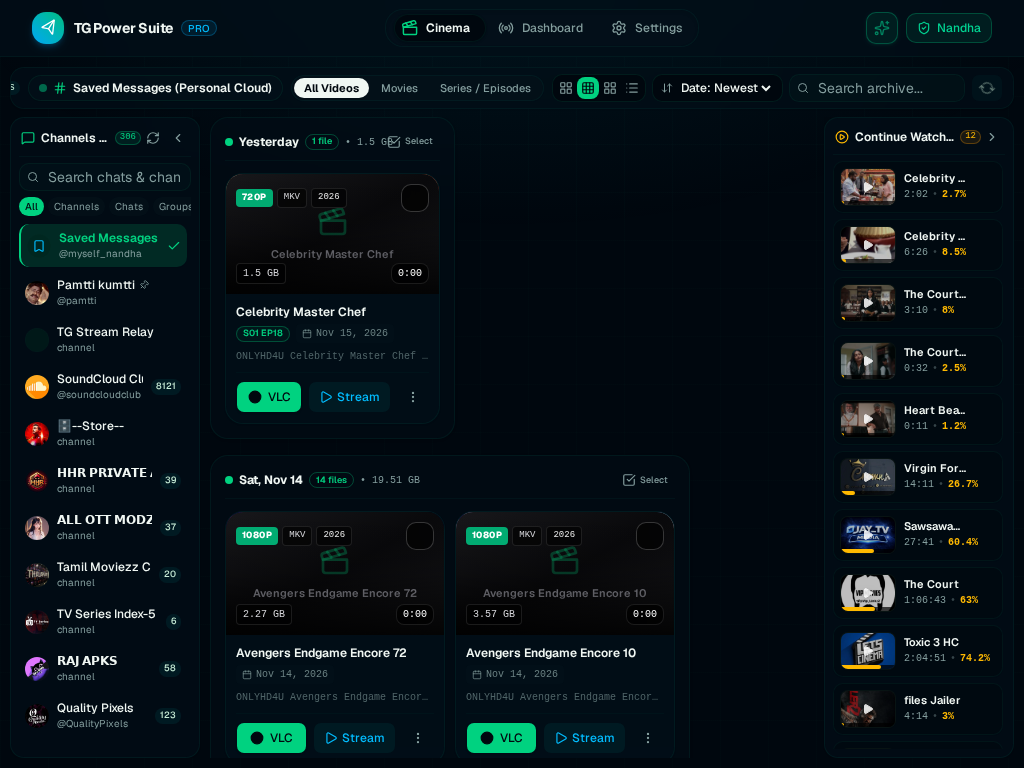 TG Power Suite PRO
Cinema
Dashboard
Settings
Nandha
# Saved Messages (Personal Cloud)
All Videos
Movies
Series / Episodes
Date: Newest
Search archive...
Channels ... 306
Search chats & chan
All
Channels
Chats
Groups
Saved Messages
@myself_nandha
Pamtti kumtti
@pamtti
TG Stream Relay
channel
SoundCloud Cl
@soundcloudclub
8121
--Store--
channel
HHR PRIVATE
channel
39
ALL OTT MODZ
channel
37
Tamil Moviezz C
channel
20
TV Series Index-5
channel
6
RAJ APKS
channel
58
Quality Pixels
@QualityPixels
123
Yesterday 1 file • 1.5 GB Select
720P MKV 2026
Celebrity Master Chef
1.5 GB 0:00
Celebrity Master Chef
S01 EP18 Nov 15, 2026
ONLYHD4U Celebrity Master Chef …
VLC Stream
Sat, Nov 14 14 files • 19.51 GB Select
1080P MKV 2026
Avengers Endgame Encore 72
2.27 GB 0:00
Avengers Endgame Encore 72
Nov 14, 2026
ONLYHD4U Avengers Endgame Encor…
VLC Stream
1080P MKV 2026
Avengers Endgame Encore 10
3.57 GB 0:00
Avengers Endgame Encore 10
Nov 14, 2026
ONLYHD4U Avengers Endgame Encor…
VLC Stream
Continue Watch... 12
Celebrity ...
2:02 • 2.7%
Celebrity ...
6:26 • 8.5%
The Court...
3:10 • 8%
The Court...
0:32 • 2.5%
Heart Bea...
0:11 • 1.2%
Virgin For...
14:11 • 26.7%
Sawsawa...
27:41 • 60.4%
The Court
1:06:43 • 63%
Toxic 3 HC
2:04:51 • 74.2%
files Jailer
4:14 • 3%